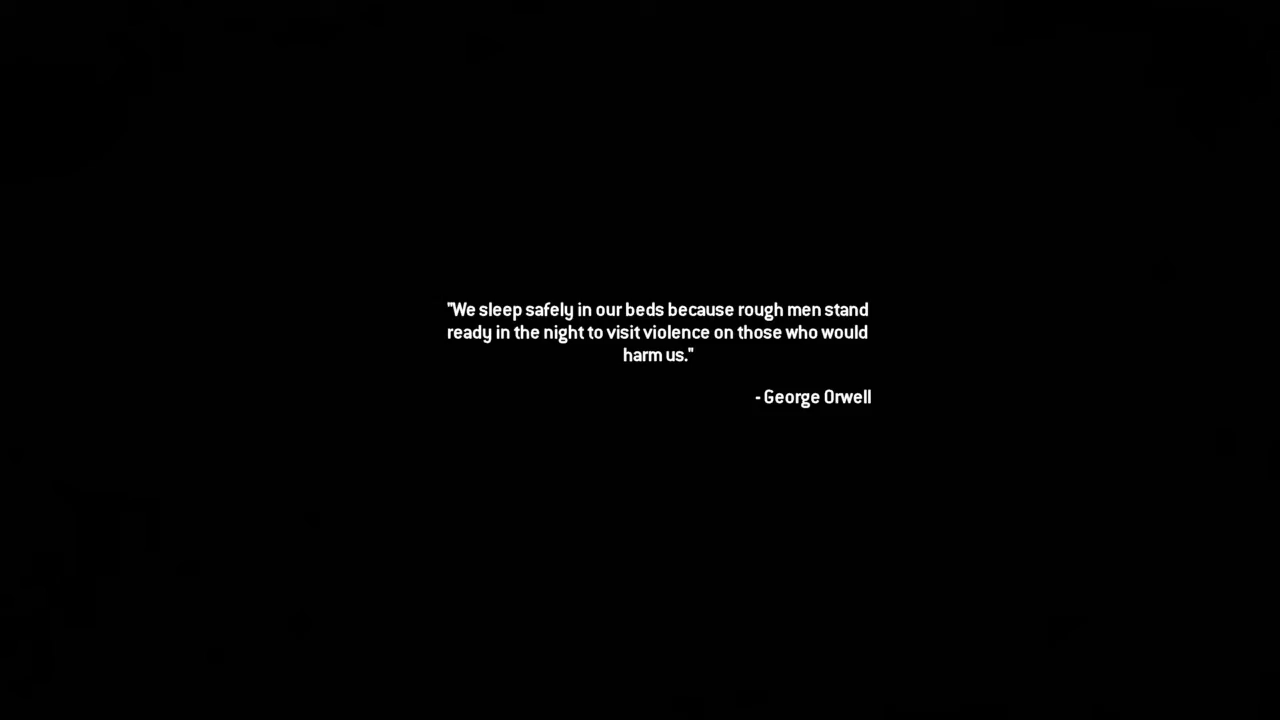 "We sleep safely in our beds because rough men stand
ready in the night to visit violence on those who would
harm us."
- George Orwell